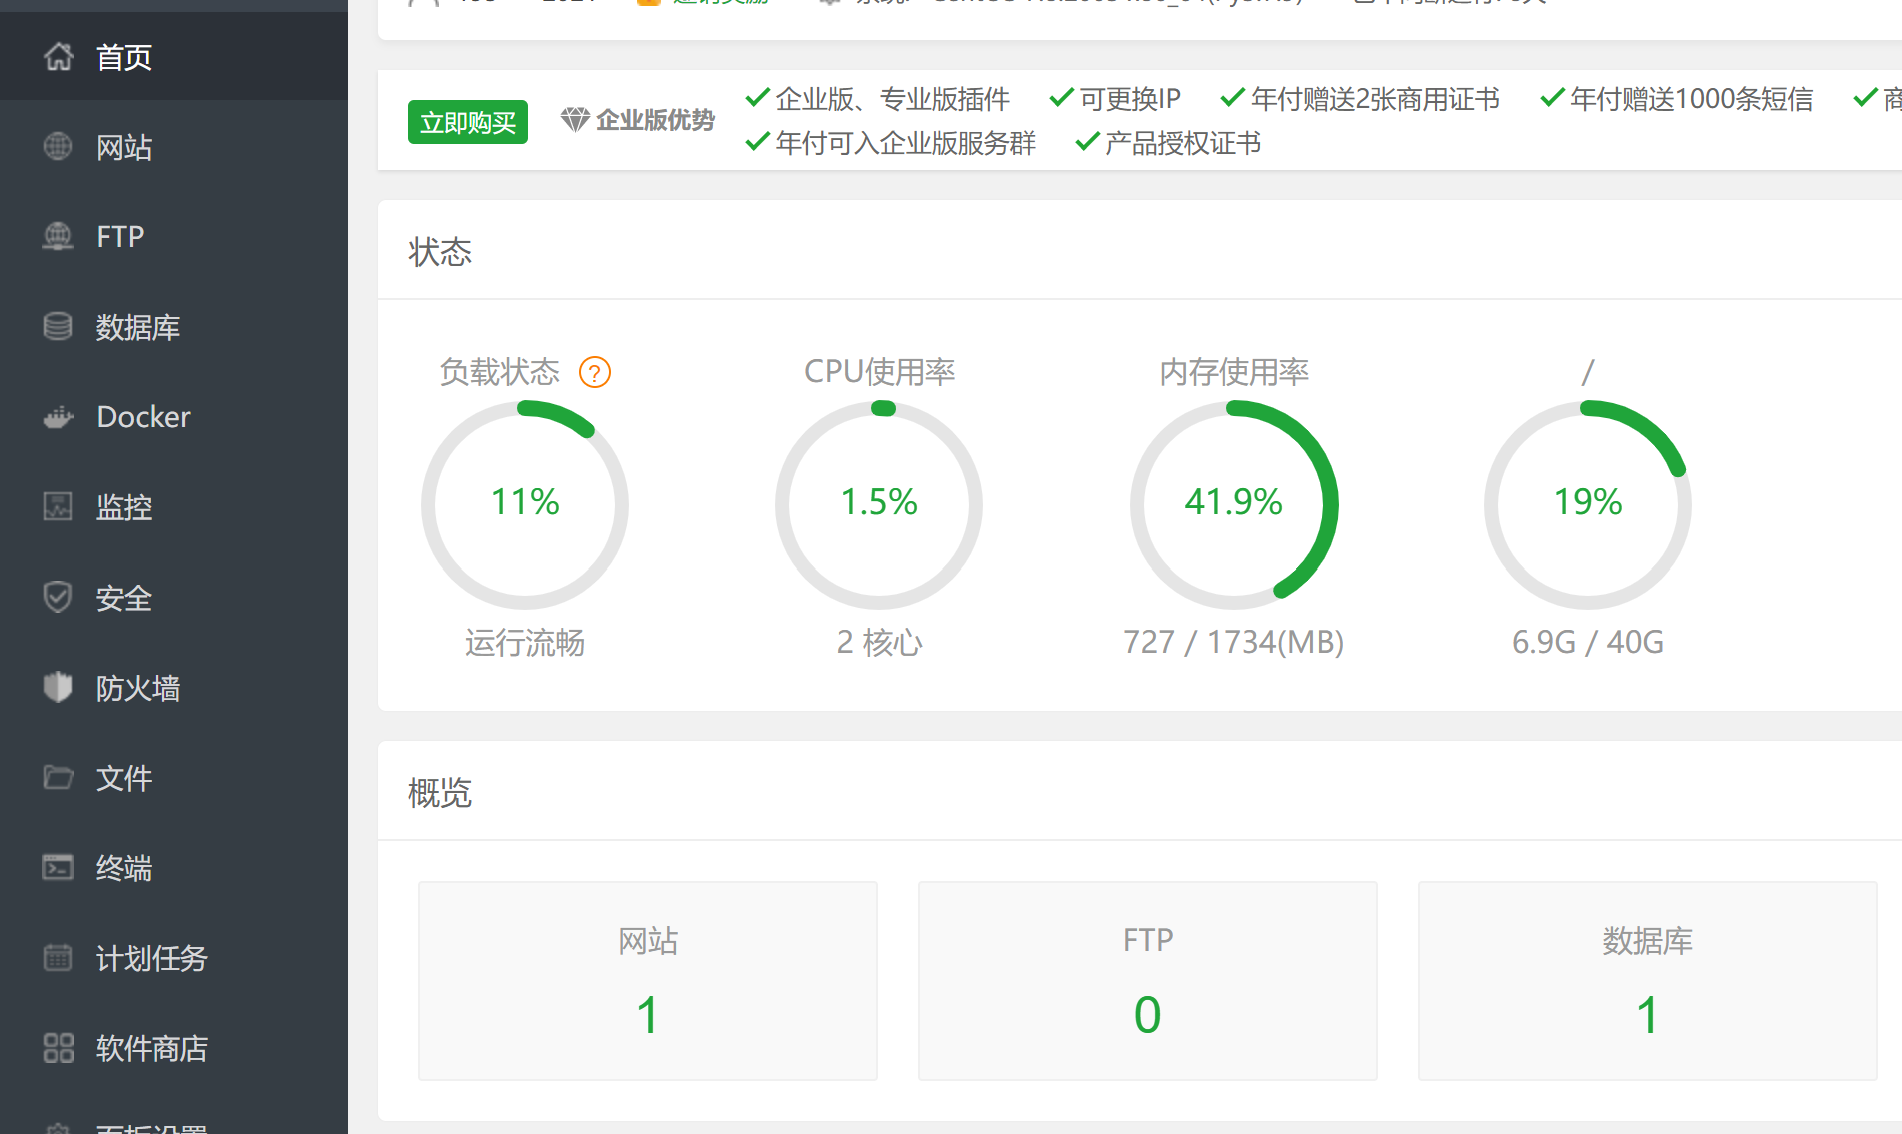 首页
网站
FTP
数据库
Docker
监控
安全
防火墙
文件
终端
计划任务
软件商店
面板设置
立即购买
企业版优势
企业版、专业版插件 可更换IP 年付赠送2张商用证书 年付赠送1000条短信
年付可入企业版服务群 产品授权证书
状态
负载状态 ? CPU使用率 内存使用率 /
11% 1.5% 41.9% 19%
运行流畅 2 核心 727 / 1734(MB) 6.9G / 40G
概览
网站 FTP 数据库
1 0 1